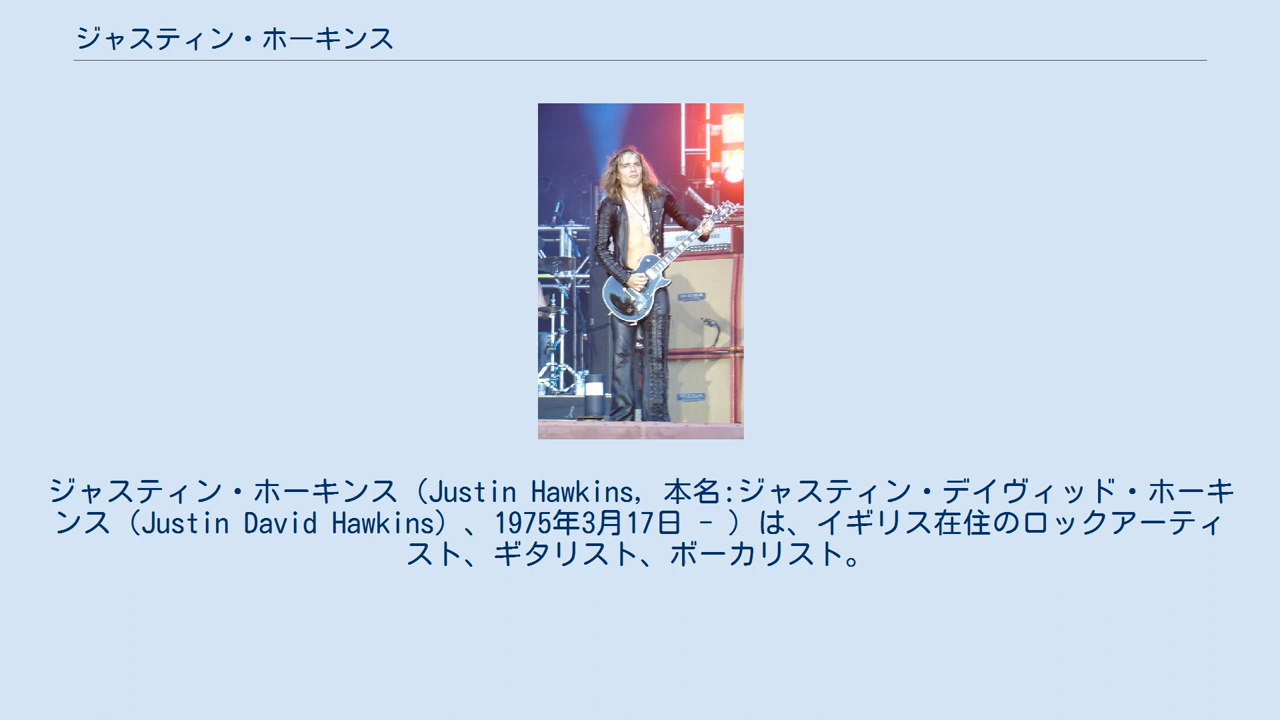 ジャスティン・ホーキンス
ジャスティン・ホーキンス（Justin Hawkins, 本名:ジャスティン・デイヴィッド・ホーキ
ンス（Justin David Hawkins）、1975年3月17日 - ）は、イギリス在住のロックアーティ
スト、ギタリスト、ボーカリスト。